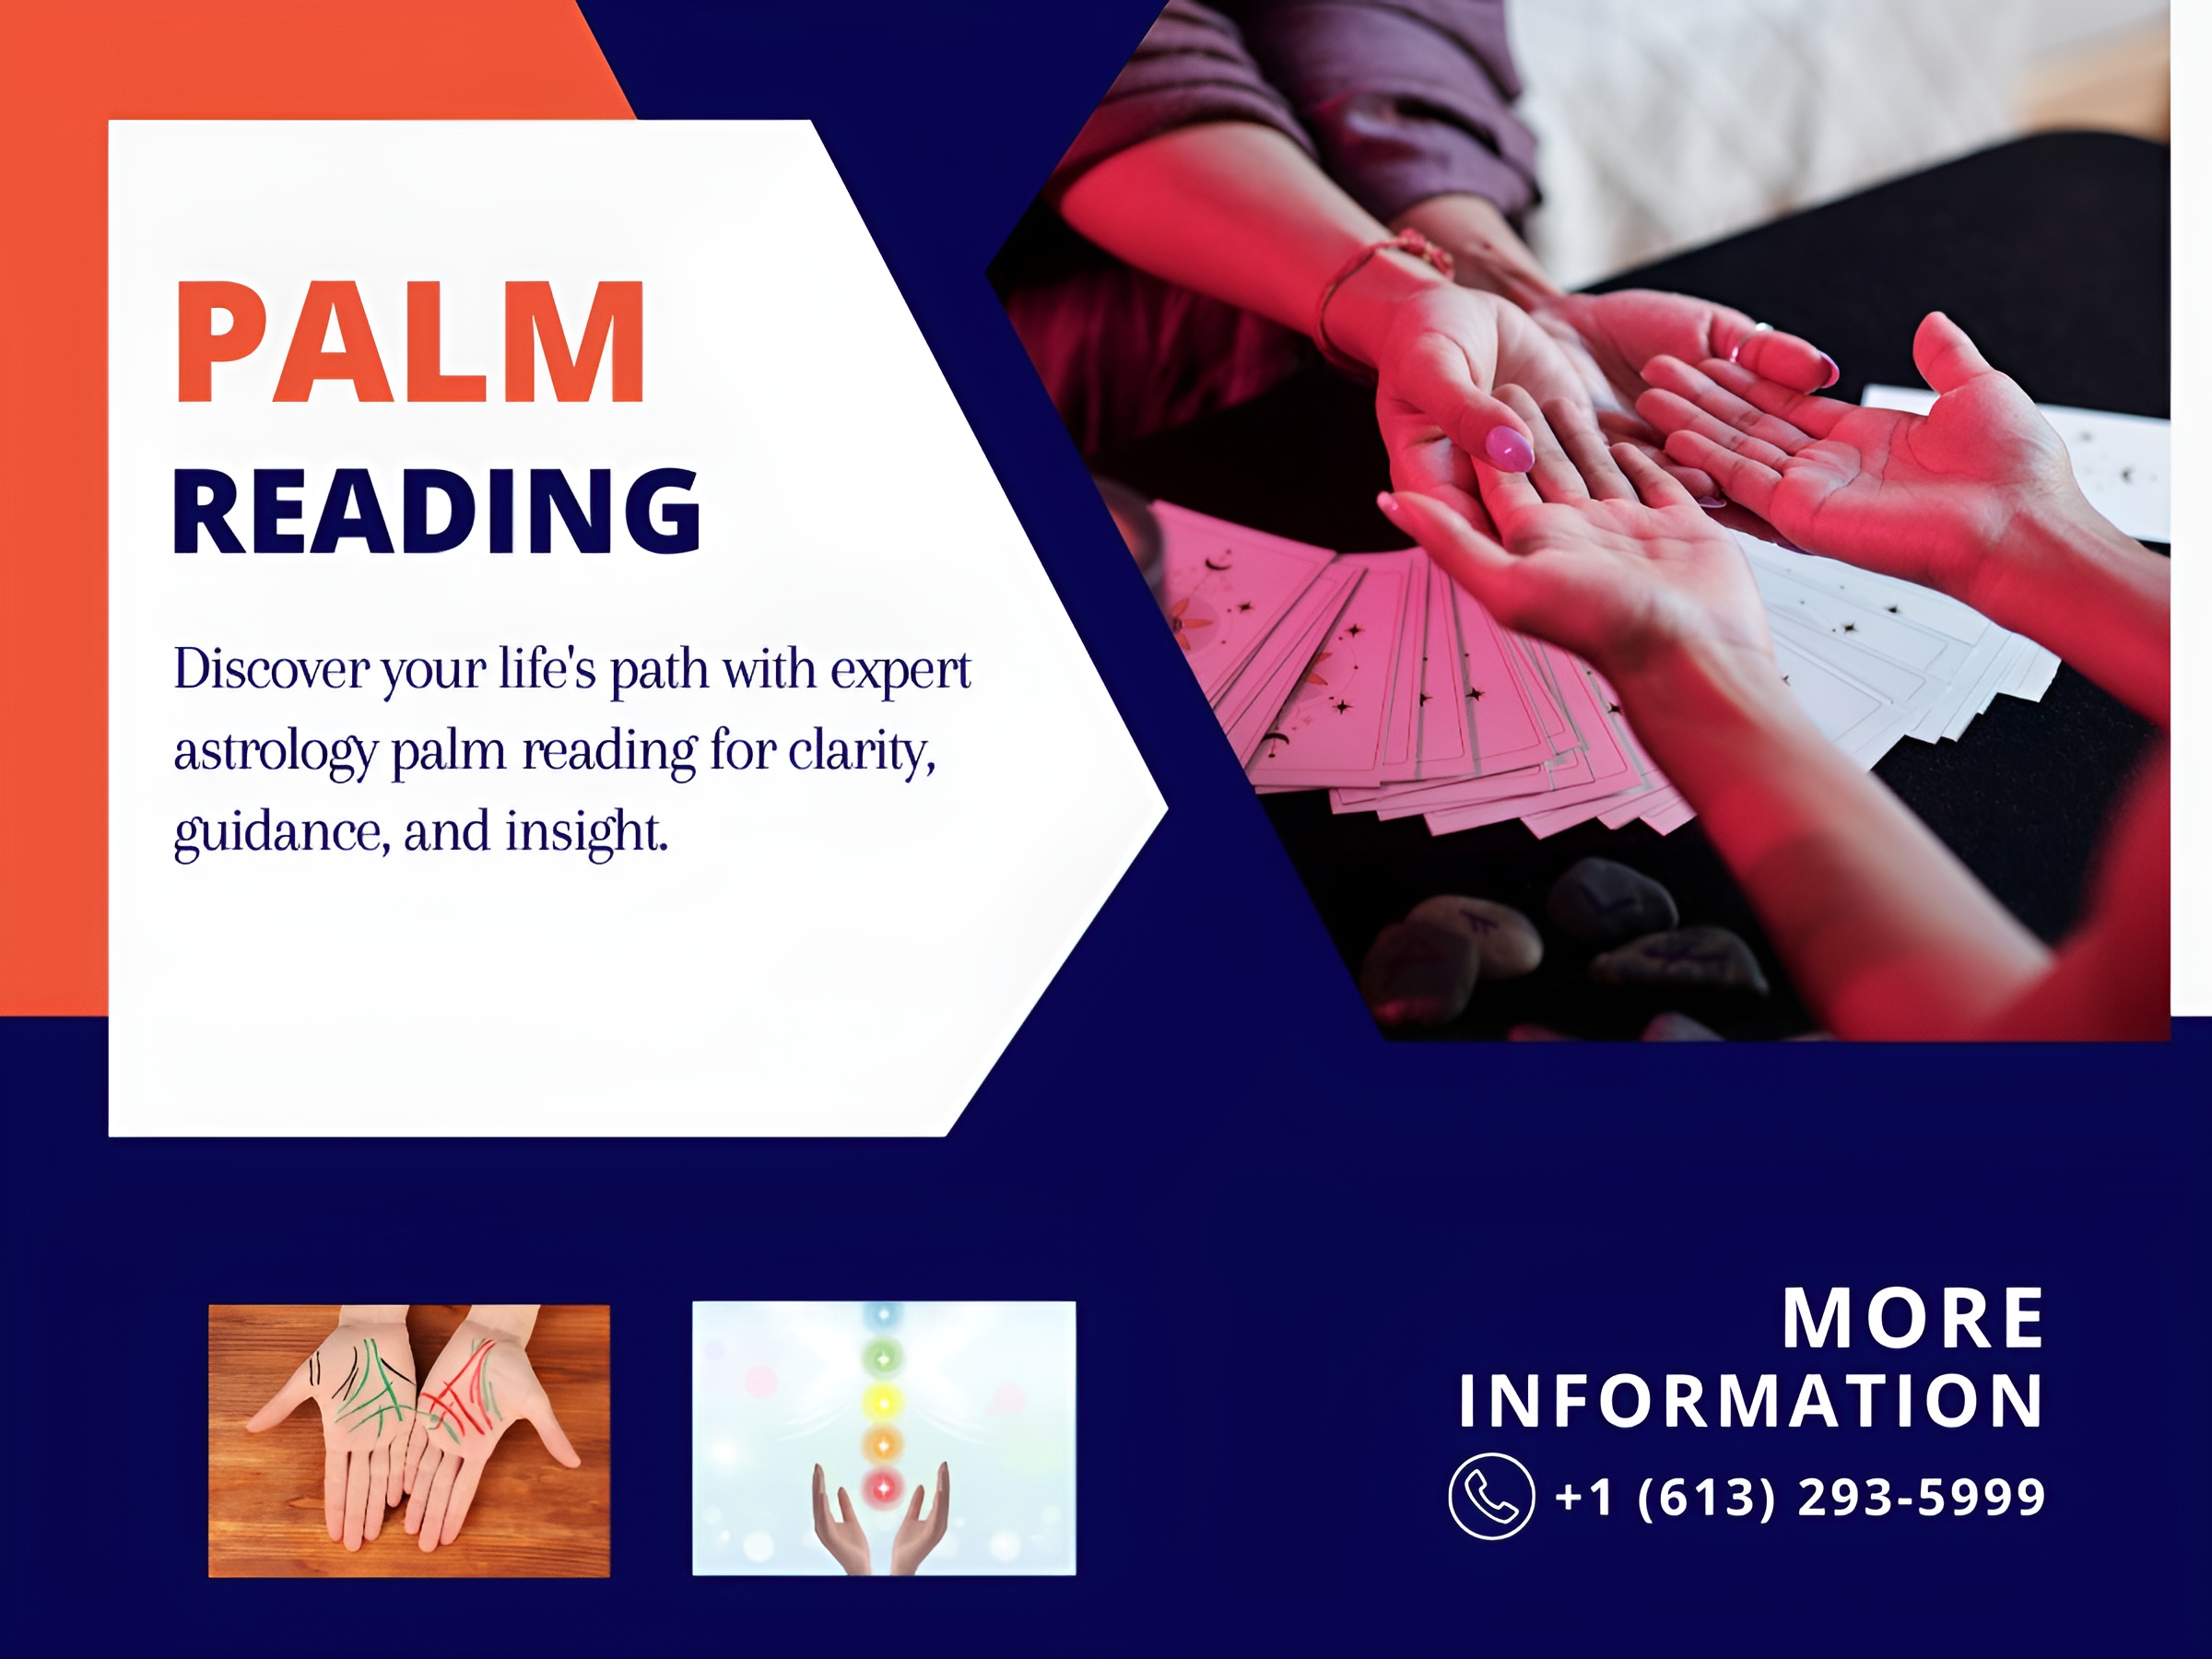 PALM
READING
Discover your life's path with expert
astrology palm reading for clarity,
guidance, and insight.
MORE
INFORMATION
+1 (613) 293-5999